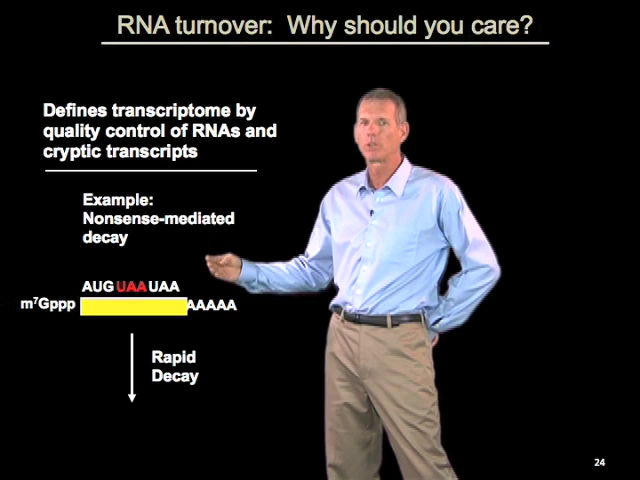 RNA turnover: Why should you care?
Defines transcriptome by
quality control of RNAs and
cryptic transcripts
Example:
Nonsense-mediated
decay
AUG UAA UAA
m⁷Gppp AAAAA
Rapid
Decay
24